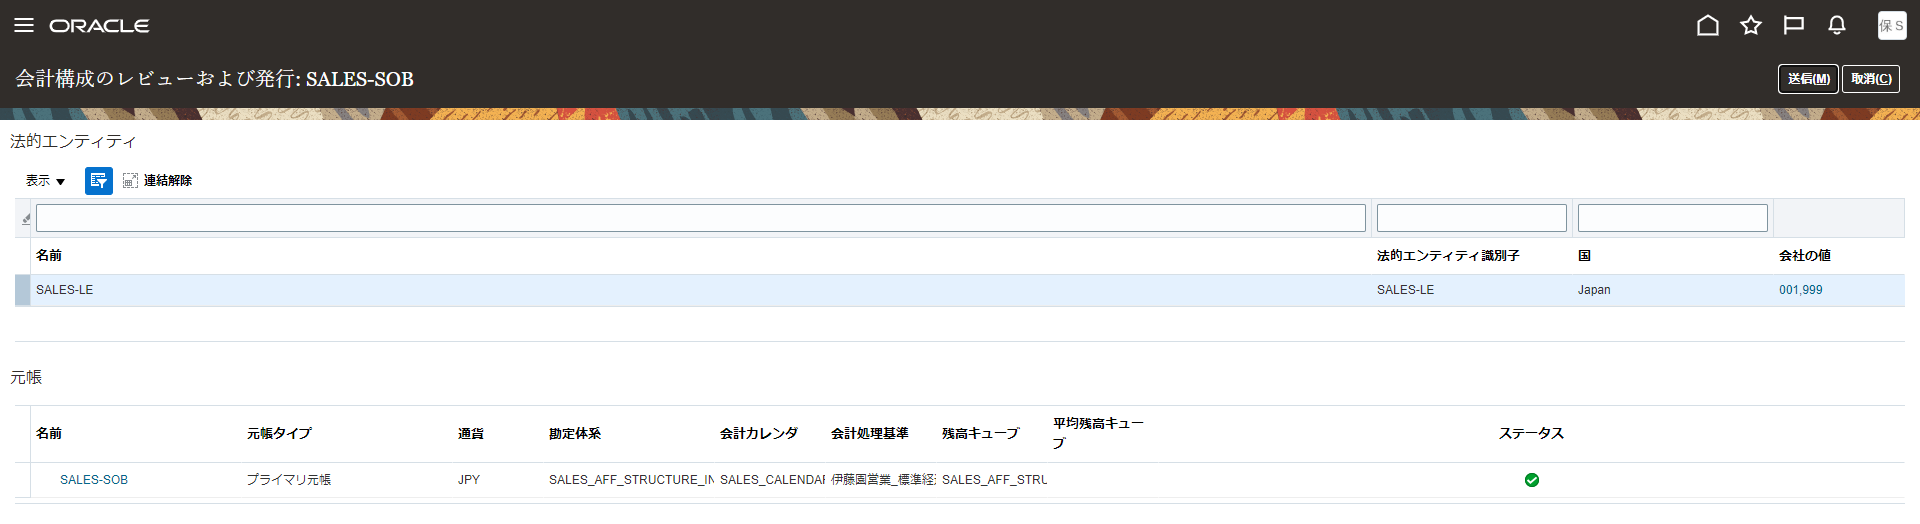 ORACLE
保 S
会計構成のレビューおよび発行: SALES-SOB
送信(M) 取消(C)
法的エンティティ
表示 連結解除
名前 法的エンティティ識別子 国 会社の値
SALES-LE SALES-LE Japan 001,999
元帳
名前 元帳タイプ 通貨 勘定体系 会計カレンダ 会計処理基準 残高キューブ 平均残高キューブ ステータス
SALES-SOB プライマリ元帳 JPY SALES_AFF_STRUCTURE_IN SALES_CALENDAR 伊藤園営業_標準経 SALES_AFF_STRU